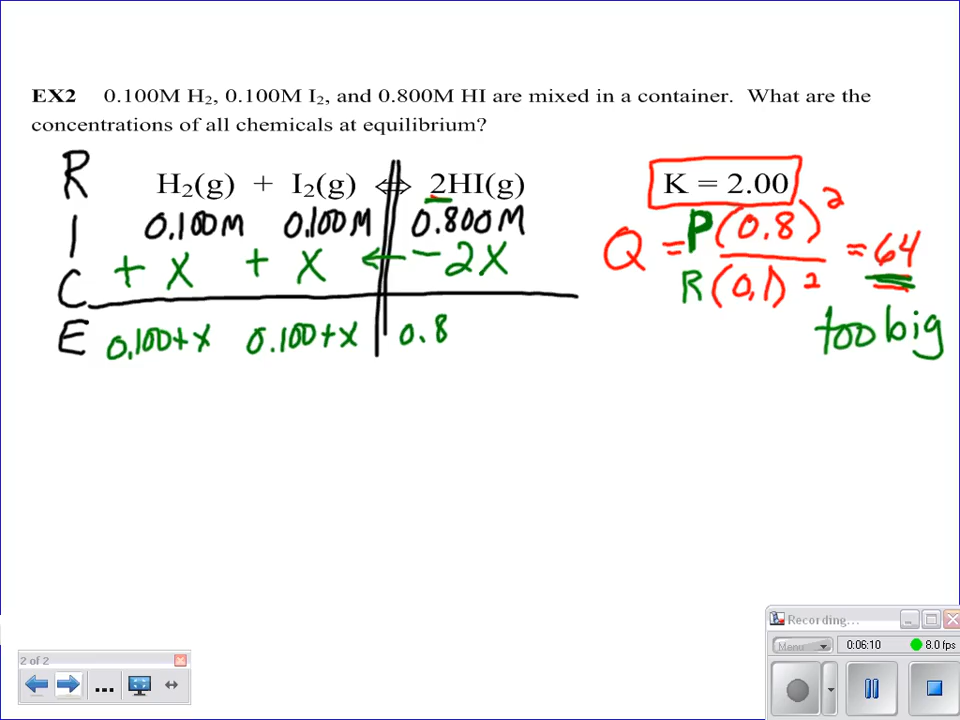 EX2 0.100M H₂, 0.100M I₂, and 0.800M HI are mixed in a container. What are the
concentrations of all chemicals at equilibrium?
R H₂(g) + I₂(g) ⇔ 2HI(g) K = 2.00
I 0.100M 0.100M 0.800M
C + X + X ← - 2X
E 0.100+X 0.100+X 0.8
Q = P(0.8)² / R(0.1)² = 64
too big
Recording...
Menu 0:06:10 8.0 fps
2 of 2
...